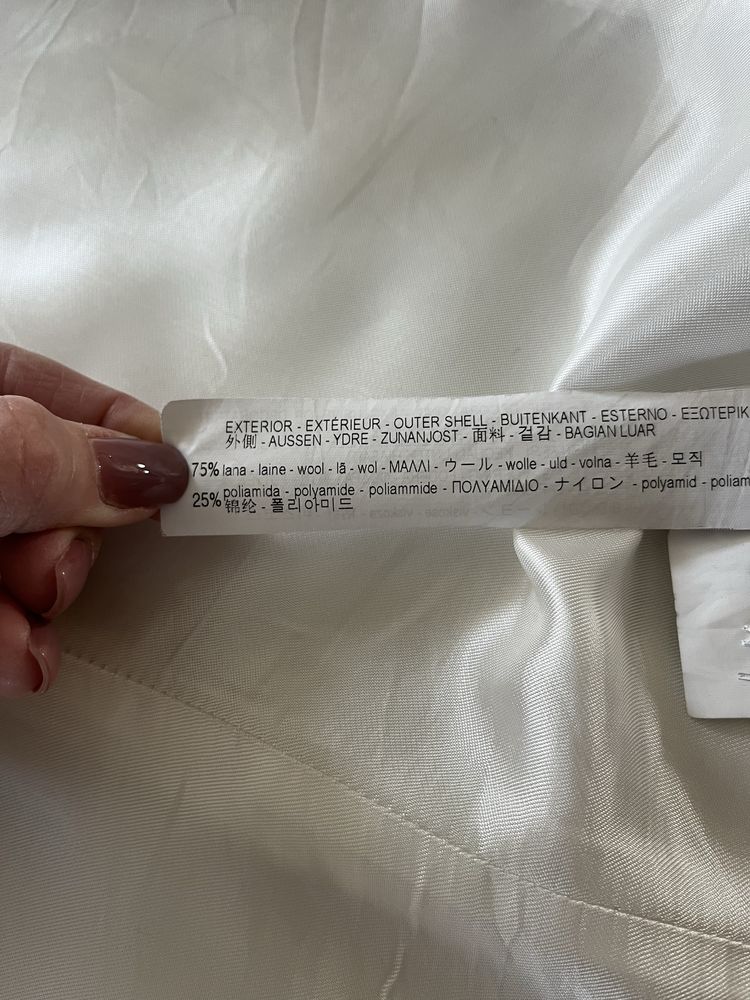 EXTERIOR - EXTÉRIEUR - OUTER SHELL - BUITENKANT - ESTERNO - ΕΞΩΤΕΡΙΚ
外側 - AUSSEN - YDRE - ZUNANJOST - 面料 - 겉감 - BAGIAN LUAR
75% lana - laine - wool - lã - wol - ΜΑΛΛΙ - ウール - wolle - uld - volna - 羊毛 - 모직
25% poliamida - polyamide - poliammide - ΠΟΛΥΑΜΙΔΙΟ - ナイロン - polyamid - poliam
锦纶 - 폴리아미드